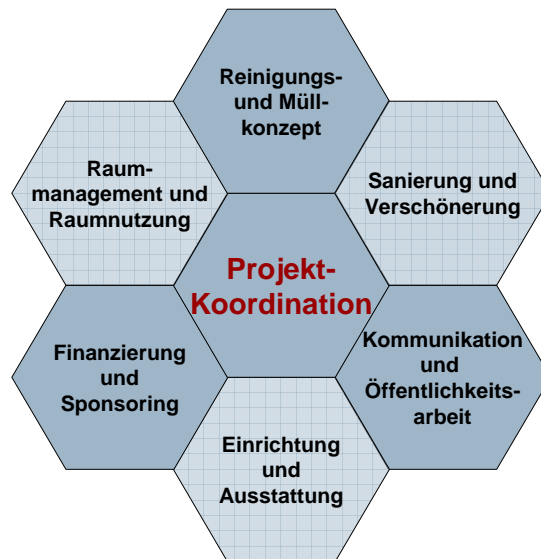 Reinigungs-
und Müll-
konzept
Raum-
management und
Raumnutzung
Sanierung und
Verschönerung
Projekt-
Koordination
Finanzierung
und
Sponsoring
Kommunikation
und
Öffentlichkeits-
arbeit
Einrichtung
und
Ausstattung